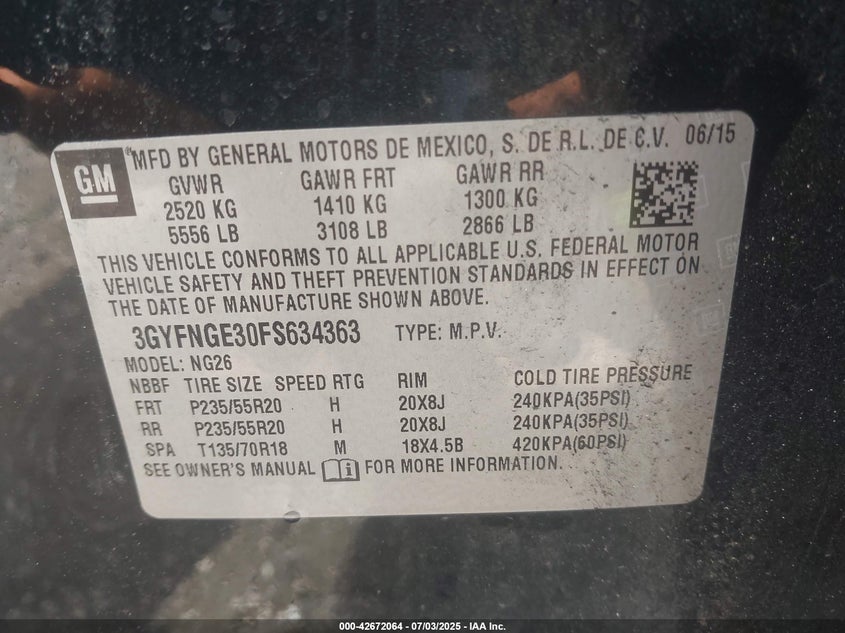 GM
®MFD BY GENERAL MOTORS DE MEXICO, S. DE R.L. DE C.V. 06/15
GVWR GAWR FRT GAWR RR
2520 KG 1410 KG 1300 KG
5556 LB 3108 LB 2866 LB
THIS VEHICLE CONFORMS TO ALL APPLICABLE U.S. FEDERAL MOTOR
VEHICLE SAFETY AND THEFT PREVENTION STANDARDS IN EFFECT ON
THE DATE OF MANUFACTURE SHOWN ABOVE.
3GYFNGE30FS634363 TYPE: M.P.V.
MODEL: NG26
NBBF TIRE SIZE SPEED RTG RIM COLD TIRE PRESSURE
FRT P235/55R20 H 20X8J 240KPA(35PSI)
RR P235/55R20 H 20X8J 240KPA(35PSI)
SPA T135/70R18 M 18X4.5B 420KPA(60PSI)
SEE OWNER'S MANUAL FOR MORE INFORMATION.
000-42672064 - 07/03/2025 - IAA Inc.